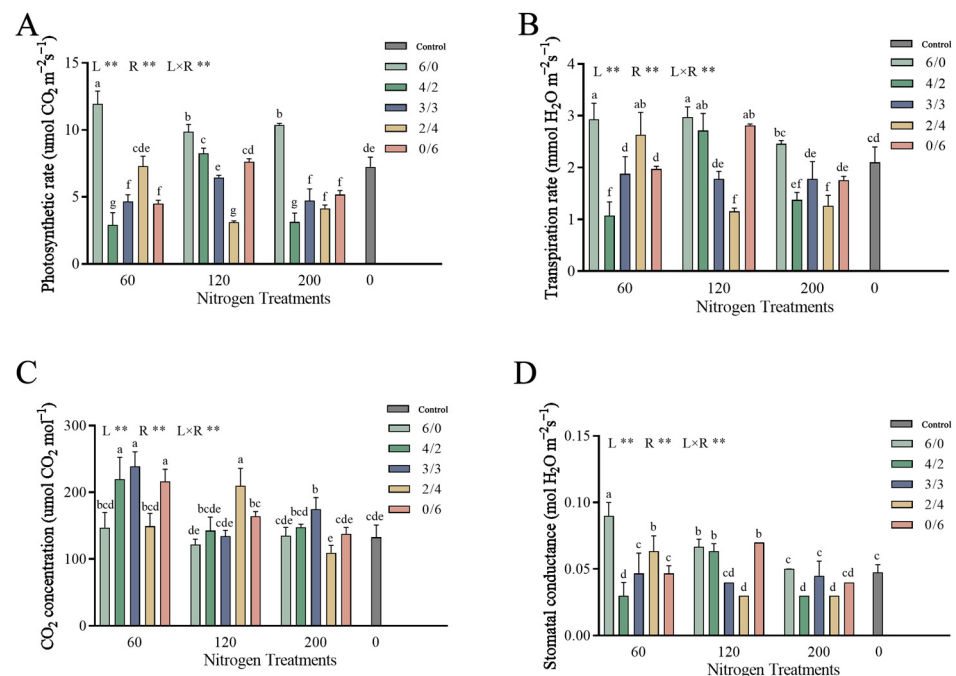 A
Photosynthetic rate (umol CO₂ m⁻²s⁻¹)
L ** R ** L×R **
15
10
5
0
a
g
f
cde
f
b
c
e
g
cd
b
g
f
f
f
de
60 120 200 0
Nitrogen Treatments
Control
6/0
4/2
3/3
2/4
0/6
B
Transpiration rate (mmol H₂O m⁻²s⁻¹)
L ** R ** L×R **
4
3
2
1
0
a
f
d
ab
d
a
ab
de
f
ab
bc
ef
de
f
de
cd
60 120 200 0
Nitrogen Treatments
Control
6/0
4/2
3/3
2/4
0/6
C
CO₂ concentration (umol CO₂ mol⁻¹)
L ** R ** L×R **
300
200
100
0
bcd
a
a
bcd
a
de
bcde
cde
a
bc
cde
bcd
b
e
cde
cde
60 120 200 0
Nitrogen Treatments
Control
6/0
4/2
3/3
2/4
0/6
D
Stomatal conductance (mol H₂O m⁻²s⁻¹)
L ** R ** L×R **
0.15
0.10
0.05
0.00
a
d
c
b
c
b
b
cd
d
b
c
d
c
d
cd
c
60 120 200 0
Nitrogen Treatments
Control
6/0
4/2
3/3
2/4
0/6